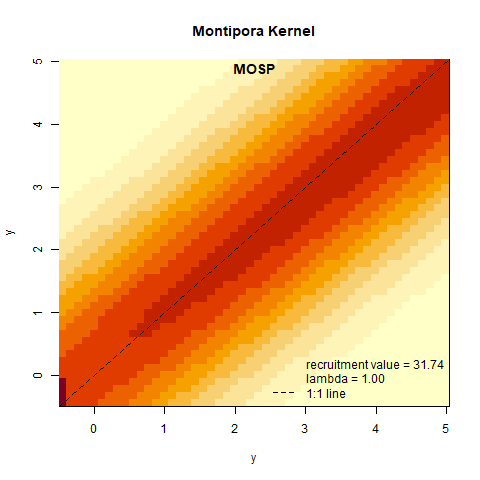 Montipora Kernel
MOSP
5
4
3
2
1
0
y
recruitment value = 31.74
lambda = 1.00
1:1 line
0 1 2 3 4 5
y